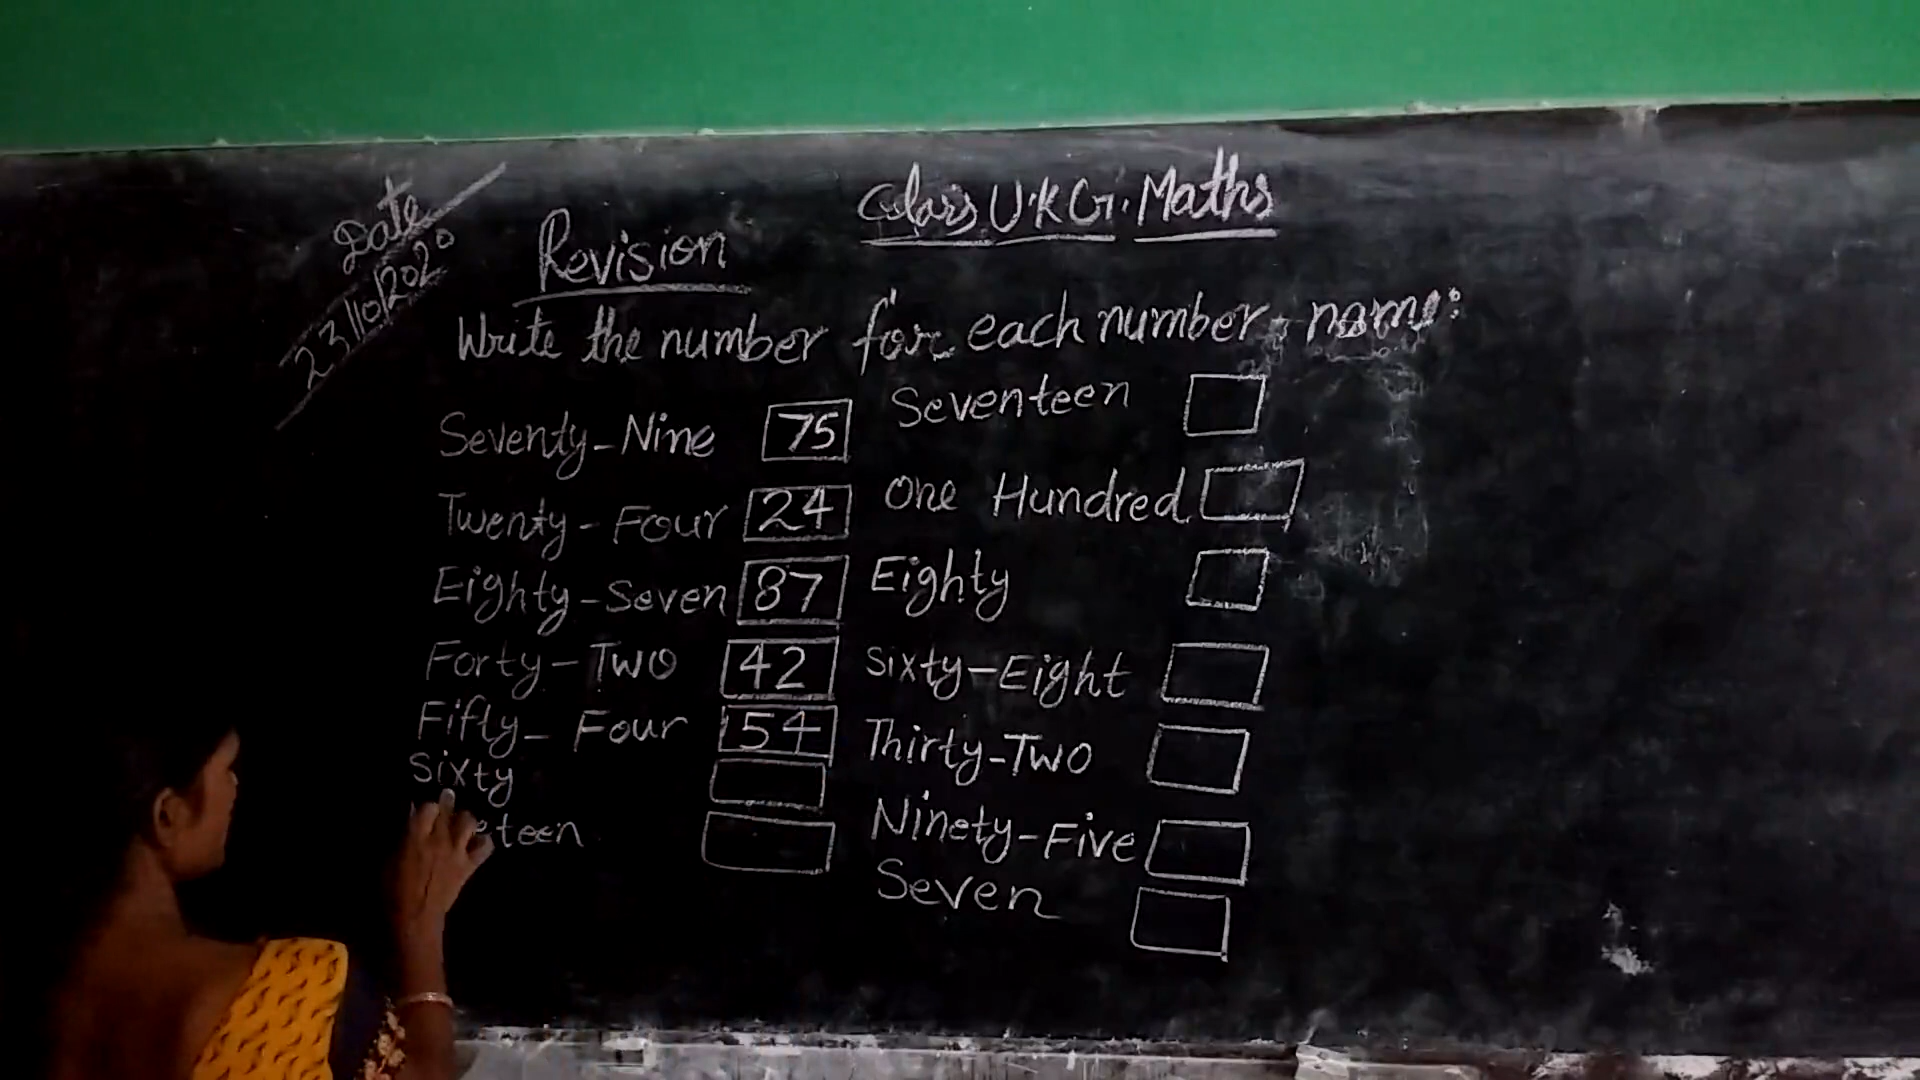 Date
23/10/2020
Class U.K.G. Maths
Revision
Write the number for each number-name:
Seventy-Nine 75
Twenty-Four 24
Eighty-Seven 87
Forty-Two 42
Fifty-Four 54
Sixty
eteen
Seventeen
One Hundred
Eighty
Sixty-Eight
Thirty-Two
Ninety-Five
Seven